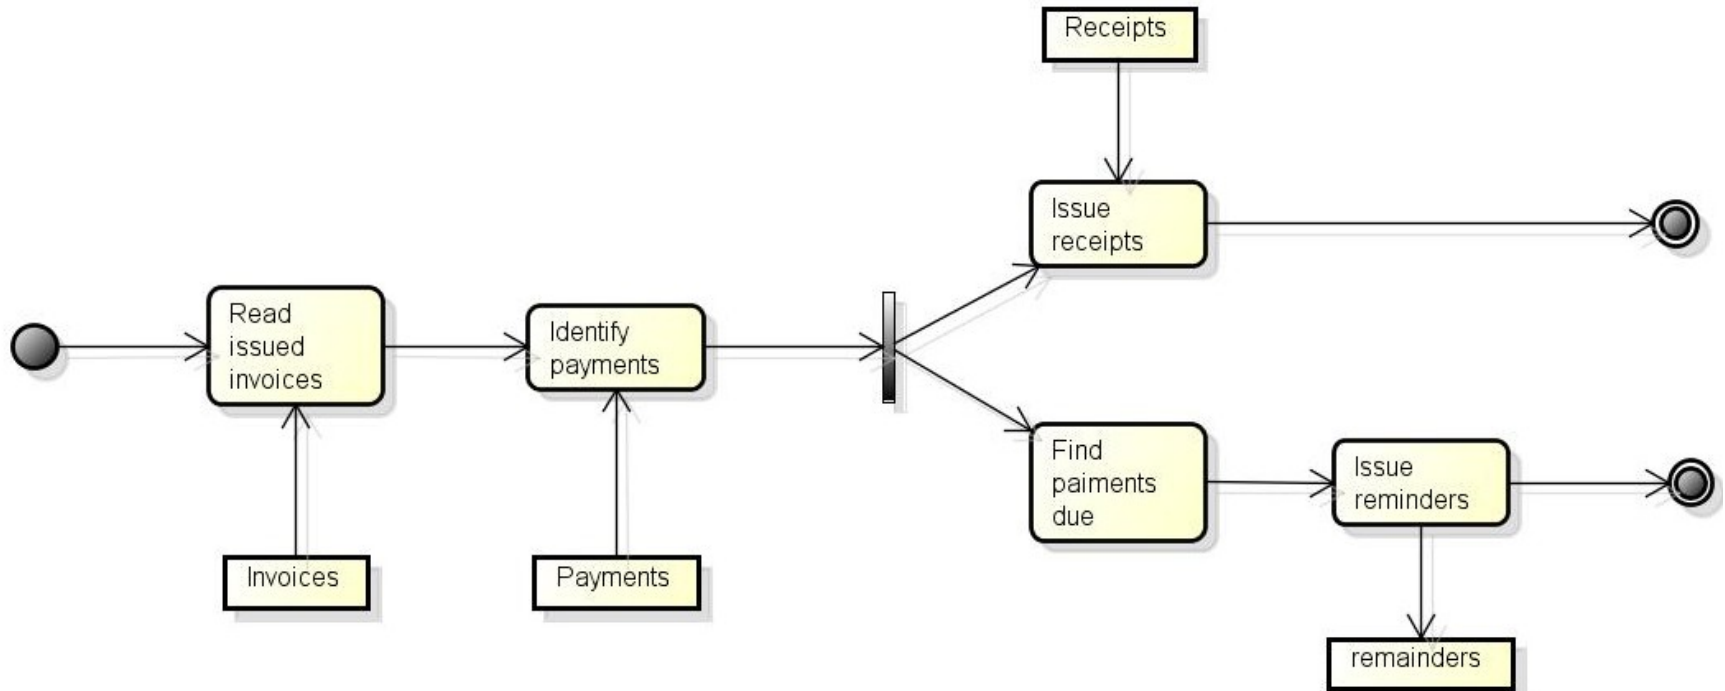 Receipts
Issue
receipts
Read
issued
invoices
Identify
payments
Find
paiments
due
Issue
reminders
Invoices
Payments
remainders